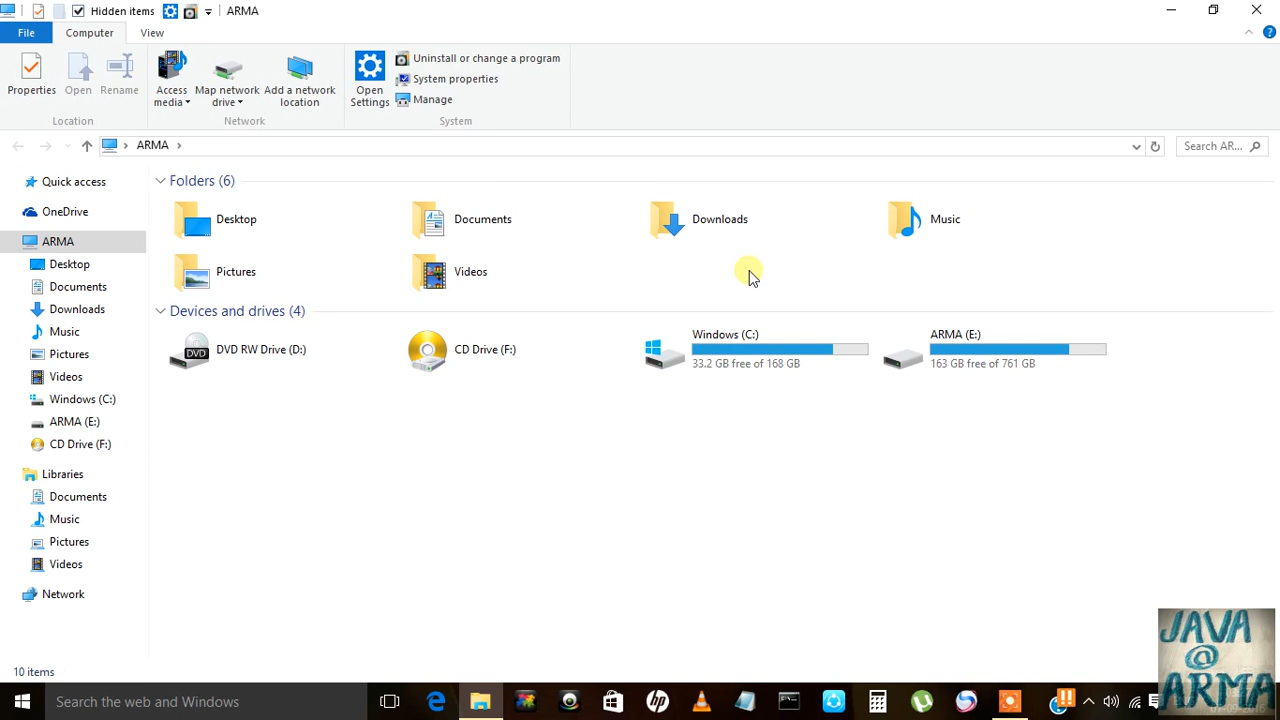 Hidden items
ARMA
File
Computer
View
Properties
Open
Rename
Access media
Map network drive
Add a network location
Open Settings
Uninstall or change a program
System properties
Manage
Location
Network
System
ARMA
Search AR...
Quick access
OneDrive
ARMA
Desktop
Documents
Downloads
Music
Pictures
Videos
Windows (C:)
ARMA (E:)
CD Drive (F:)
Libraries
Documents
Music
Pictures
Videos
Network
Folders (6)
Desktop
Documents
Downloads
Music
Pictures
Videos
Devices and drives (4)
DVD
DVD RW Drive (D:)
CD Drive (F:)
Windows (C:)
33.2 GB free of 168 GB
ARMA (E:)
163 GB free of 761 GB
10 items
Search the web and Windows
hp
JAVA
@
ARMA